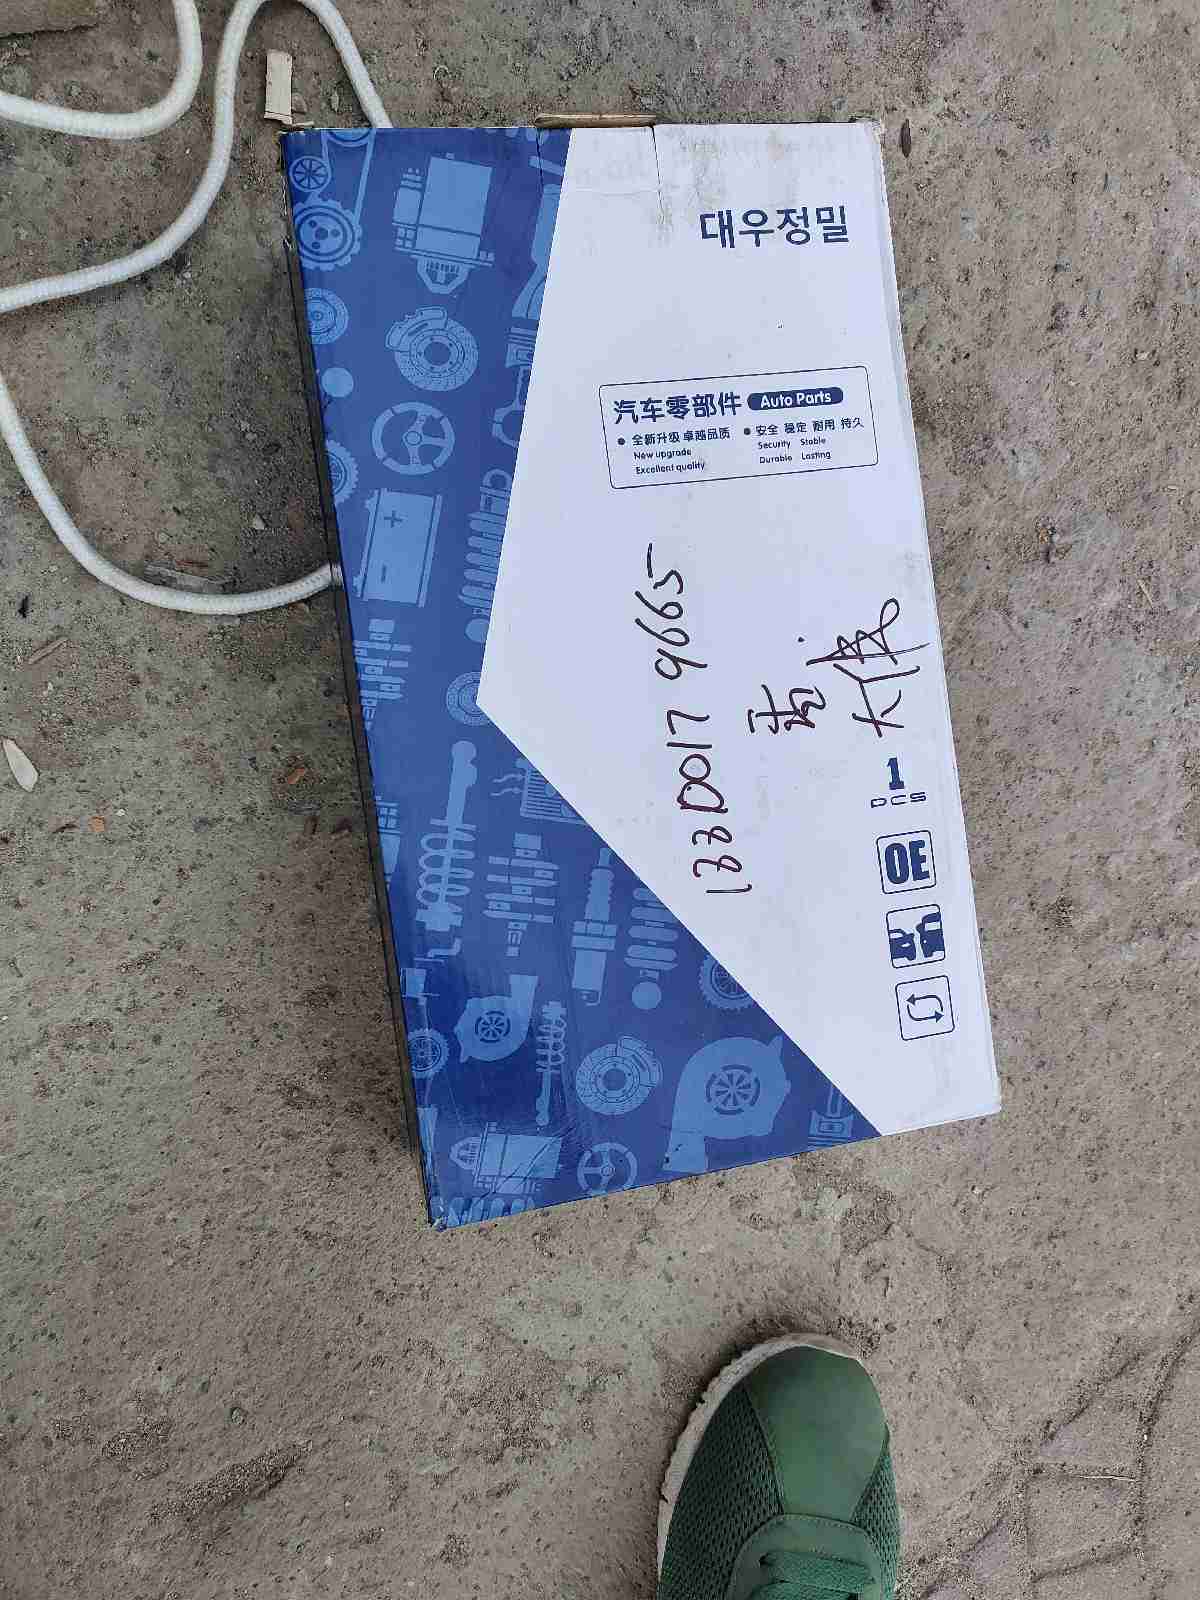 대우정밀
汽车零部件 Auto Parts
● 全新升级 卓越品质
New upgrade
Excellent quality
● 安全 稳定 耐用 持久
Security Stable
Durable Lasting
9665
1
PCS
OE